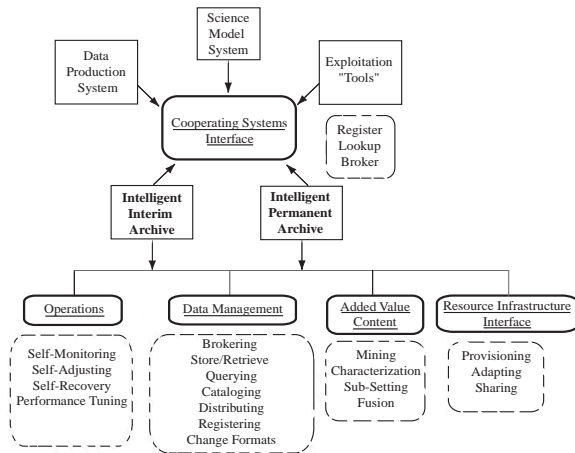 Science
Model
System
Data
Production
System
Exploitation
"Tools"
Cooperating Systems
Interface
Register
Lookup
Broker
Intelligent
Interim
Archive
Intelligent
Permanent
Archive
Operations
Data Management
Added Value
Content
Resource Infrastructure
Interface
Self-Monitoring
Self-Adjusting
Self-Recovery
Performance Tuning
Brokering
Store/Retrieve
Querying
Cataloging
Distributing
Registering
Change Formats
Mining
Characterization
Sub-Setting
Fusion
Provisioning
Adapting
Sharing